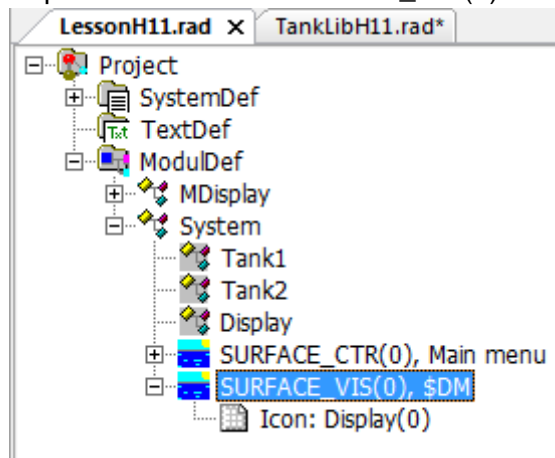 LessonH11.rad X TankLibH11.rad*
Project
SystemDef
Txt TextDef
ModulDef
MDisplay
System
Tank1
Tank2
Display
SURFACE_CTR(0), Main menu
SURFACE_VIS(0), $DM
Icon: Display(0)